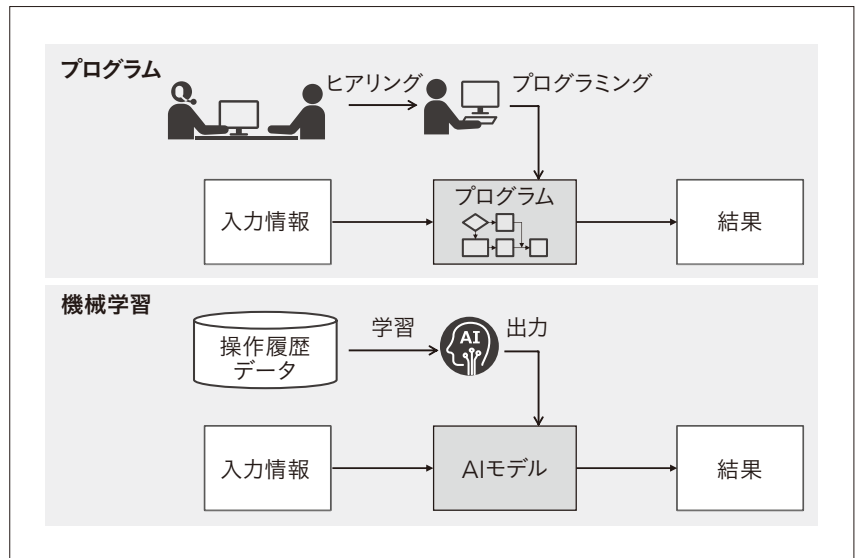 プログラム
ヒアリング
プログラミング
入力情報
プログラム
結果
機械学習
操作履歴
データ
学習
AI
出力
入力情報
AIモデル
結果